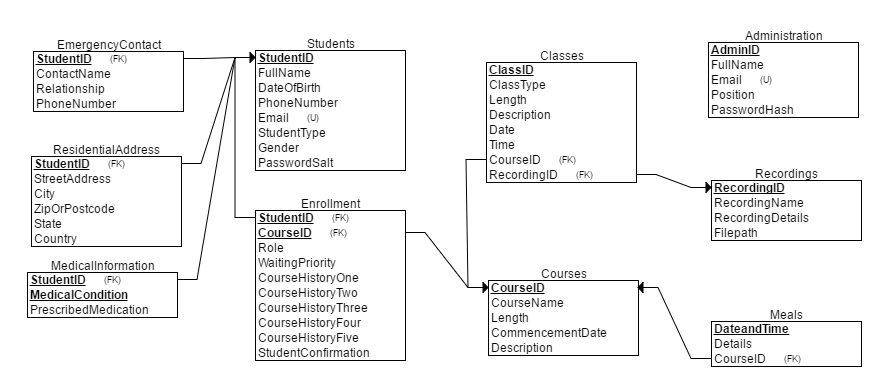 EmergencyContact
StudentID (FK)
ContactName
Relationship
PhoneNumber
Students
StudentID
FullName
DateOfBirth
PhoneNumber
Email (U)
StudentType
Gender
PasswordSalt
Classes
ClassID
ClassType
Length
Description
Date
Time
CourseID (FK)
RecordingID (FK)
Administration
AdminID
FullName
Email (U)
Position
PasswordHash
ResidentialAddress
StudentID (FK)
StreetAddress
City
ZipOrPostcode
State
Country
Enrollment
StudentID (FK)
CourseID (FK)
Role
WaitingPriority
CourseHistoryOne
CourseHistoryTwo
CourseHistoryThree
CourseHistoryFour
CourseHistoryFive
StudentConfirmation
Recordings
RecordingID
RecordingName
RecordingDetails
Filepath
MedicalInformation
StudentID (FK)
MedicalCondition
PrescribedMedication
Courses
CourseID
CourseName
Length
CommencementDate
Description
Meals
DateandTime
Details
CourseID (FK)